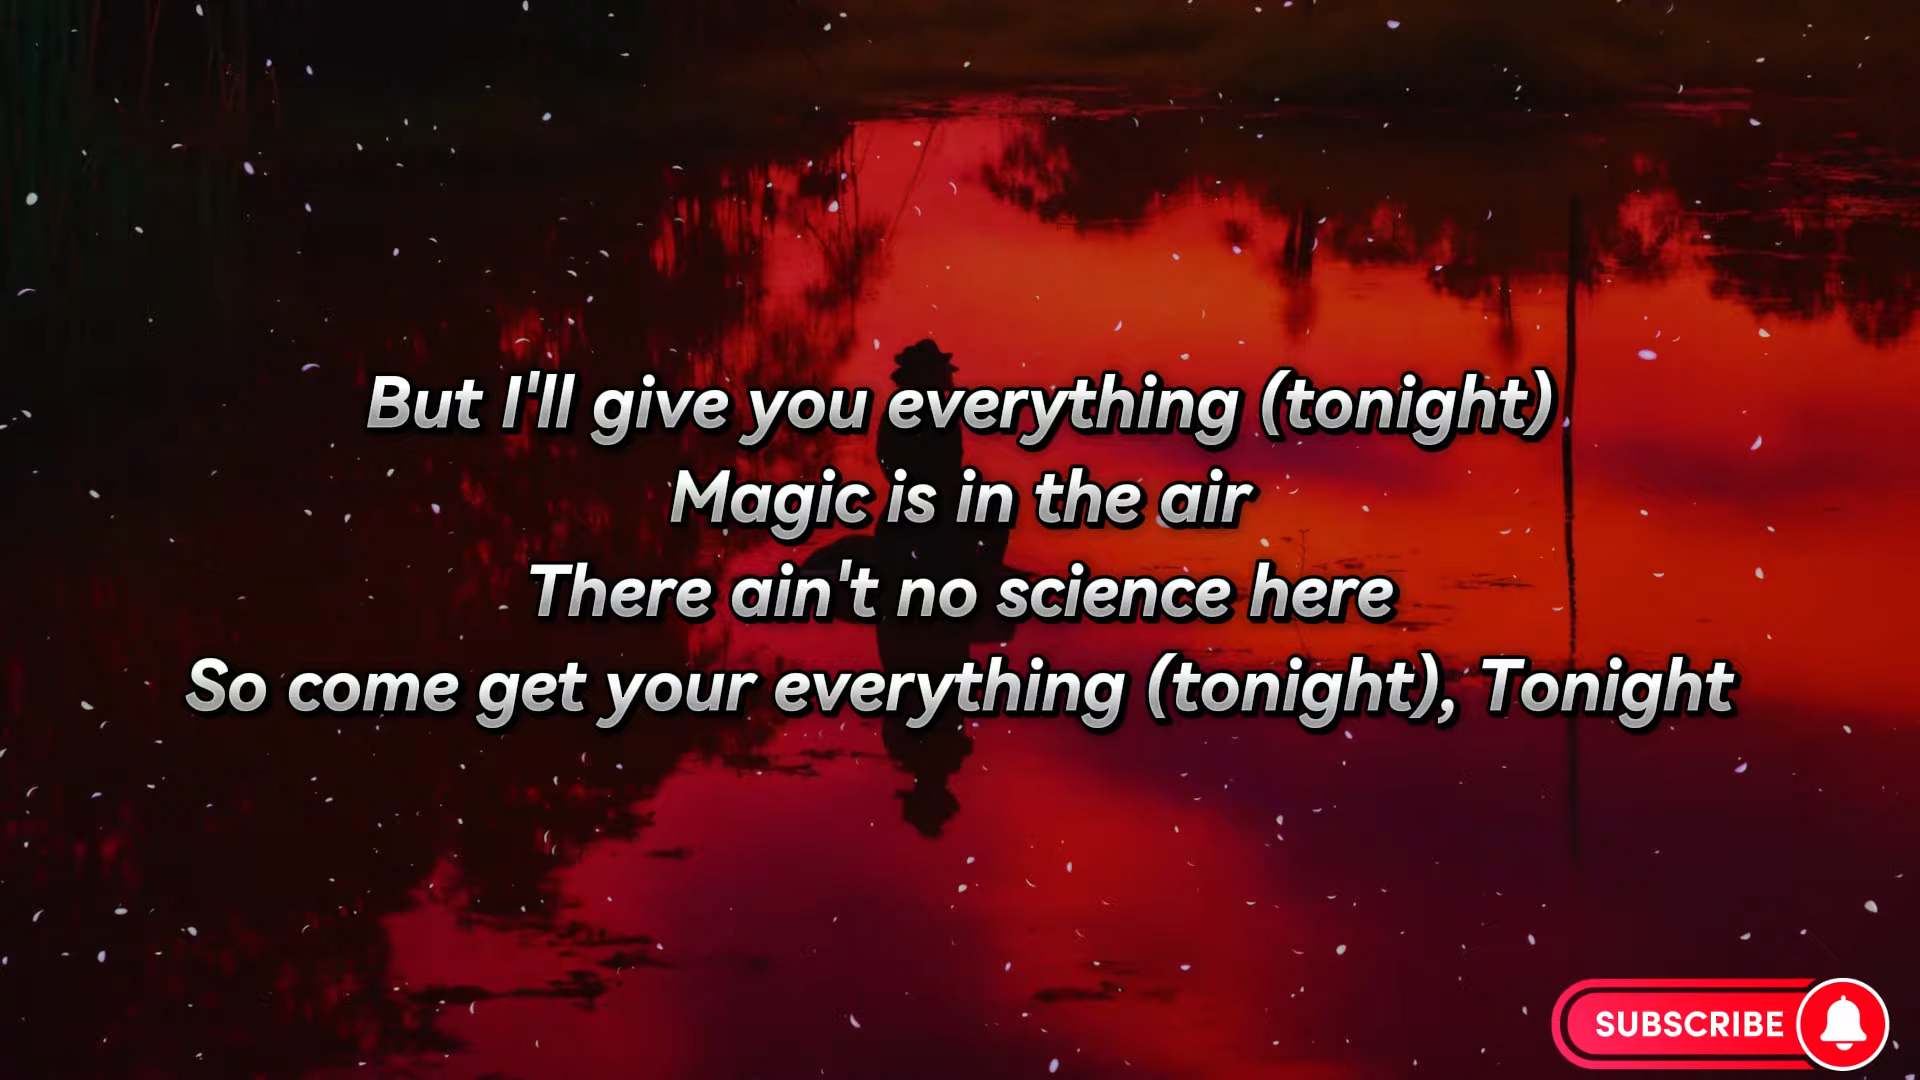 But I'll give you everything (tonight)
Magic is in the air
There ain't no science here
So come get your everything (tonight), Tonight
SUBSCRIBE